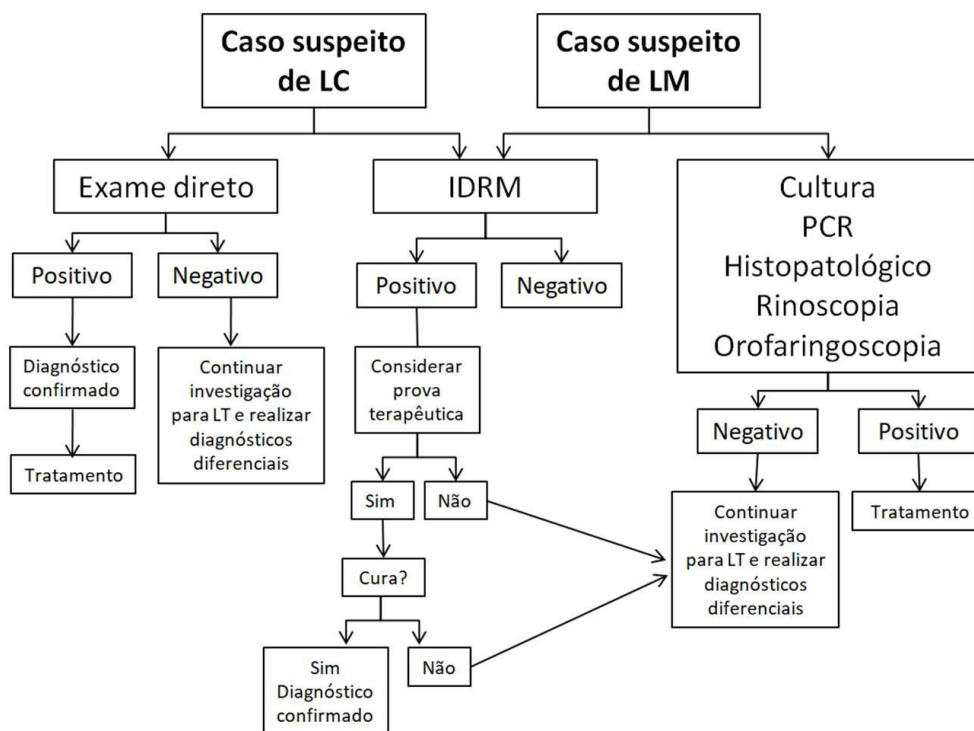 Caso suspeito
de LC
Caso suspeito
de LM
Exame direto
IDRM
Cultura
PCR
Histopatológico
Rinoscopia
Orofaringoscopia
Positivo
Negativo
Positivo
Negativo
Diagnóstico
confirmado
Continuar
investigação
para LT e realizar
diagnósticos
diferenciais
Considerar
prova
terapêutica
Negativo
Positivo
Tratamento
Sim
Não
Continuar
investigação
para LT e realizar
diagnósticos
diferenciais
Tratamento
Cura?
Sim
Diagnóstico
confirmado
Não